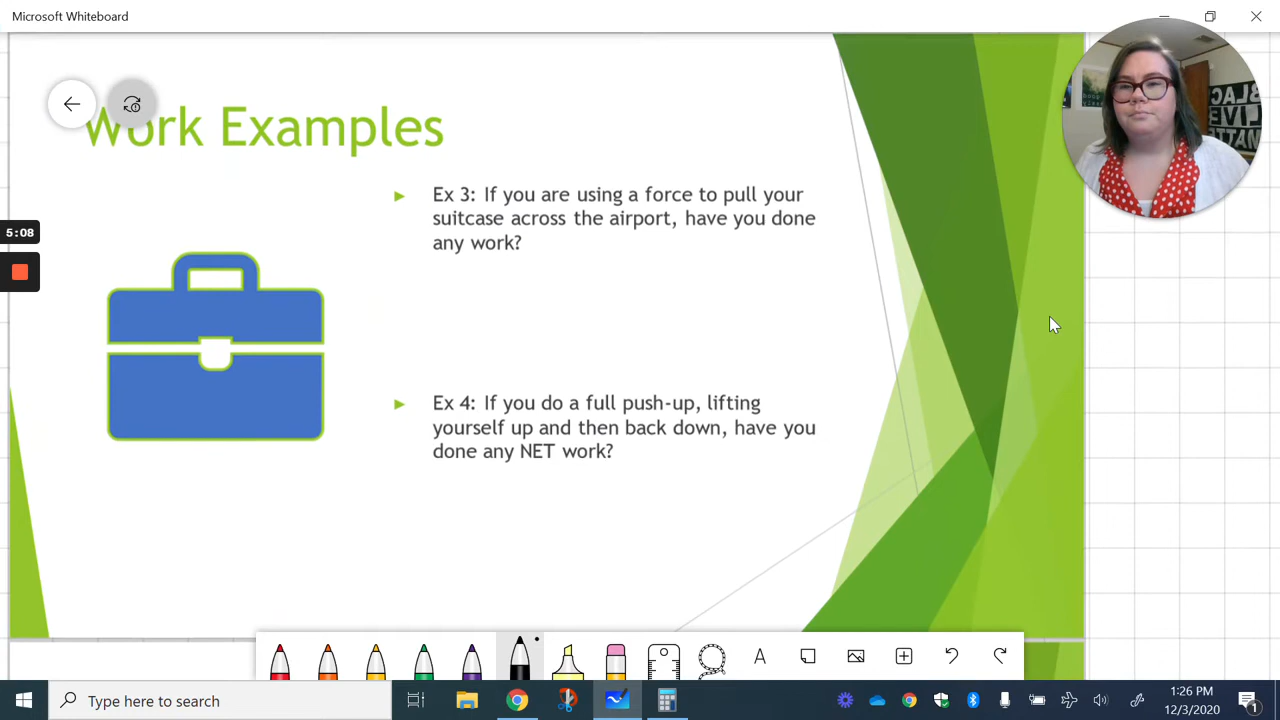 Microsoft Whiteboard
Work Examples
Ex 3: If you are using a force to pull your
suitcase across the airport, have you done
any work?
5:08
Ex 4: If you do a full push-up, lifting
yourself up and then back down, have you
done any NET work?
A
Type here to search
1:26 PM
12/3/2020
1